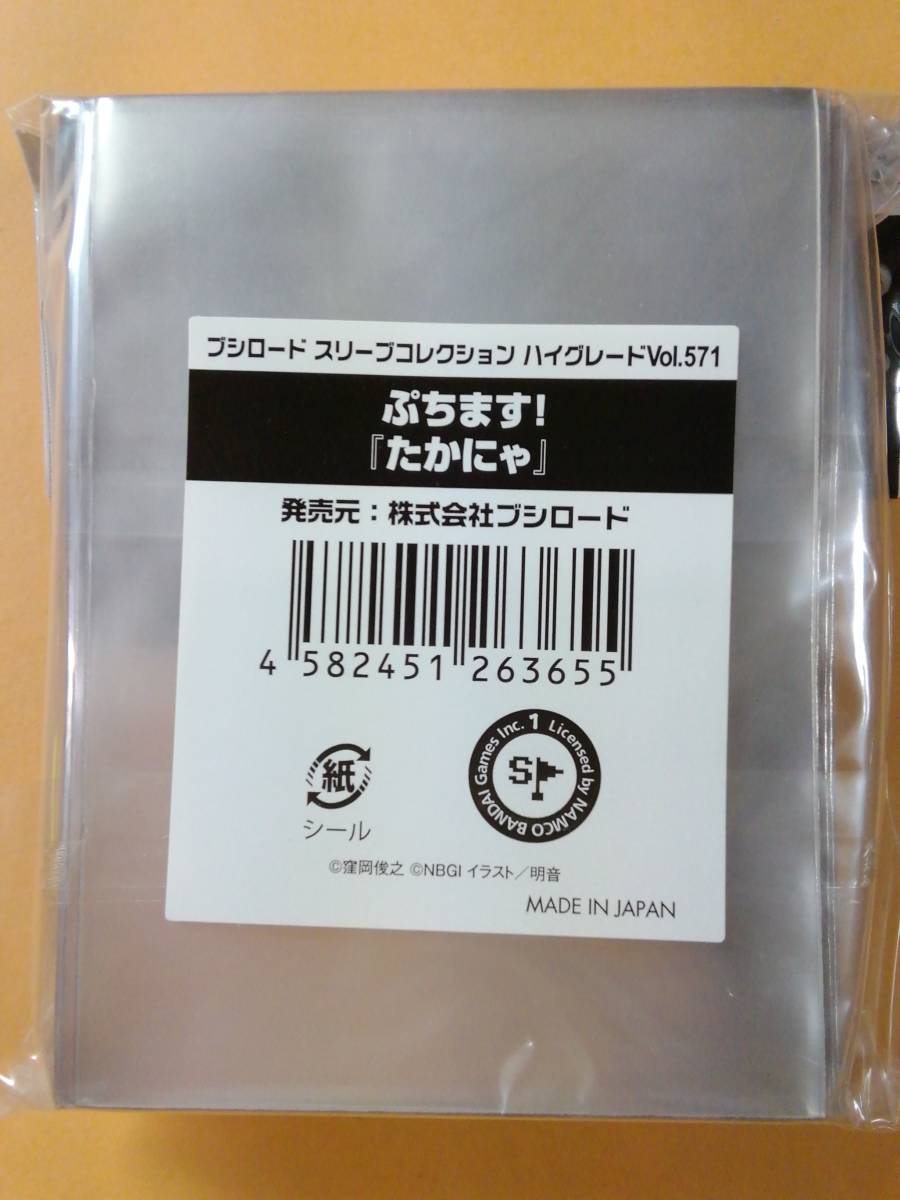 ブシロード スリーブコレクション ハイグレードVol.571
ぷちます!
『たかにゃ』
発売元：株式会社ブシロード
4 582451 263655
紙
シール
Licensed by NAMCO BANDAI Games Inc. 1
S
©窪岡俊之 ©NBGI イラスト／明音
MADE IN JAPAN